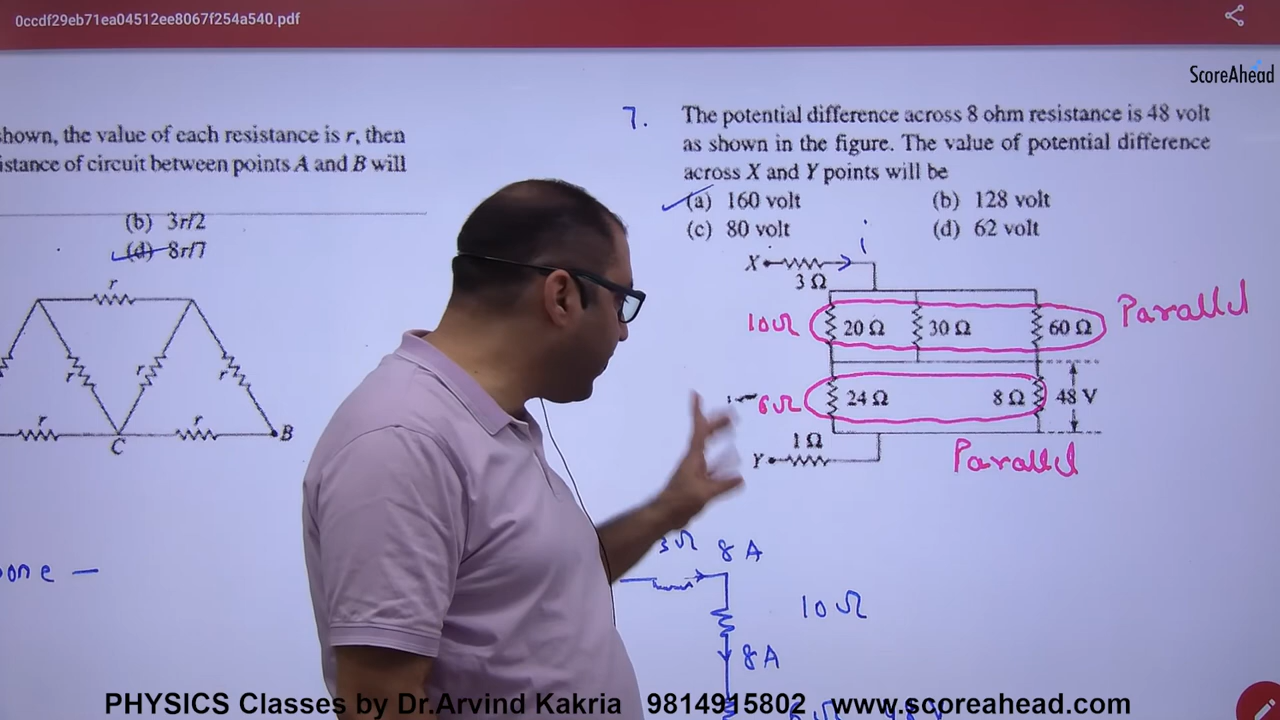 0ccdf29eb71ea04512ee8067f254a540.pdf
ScoreAhead
shown, the value of each resistance is r, then
istance of circuit between points A and B will
(b) 3r/2
(d) 8r/7
r
r
r
r
r
r
C
B
one —
7. The potential difference across 8 ohm resistance is 48 volt
as shown in the figure. The value of potential difference
across X and Y points will be
(a) 160 volt (b) 128 volt
(c) 80 volt (d) 62 volt
i
X
3 Ω
10Ω 20 Ω 30 Ω 60 Ω Parallel
6Ω 24 Ω 8 Ω 48 V
1 Ω
Y
Parallel
3Ω 8 A
10 Ω
8A
6Ω 48 V
PHYSICS Classes by Dr.Arvind Kakria 9814915802 www.scoreahead.com